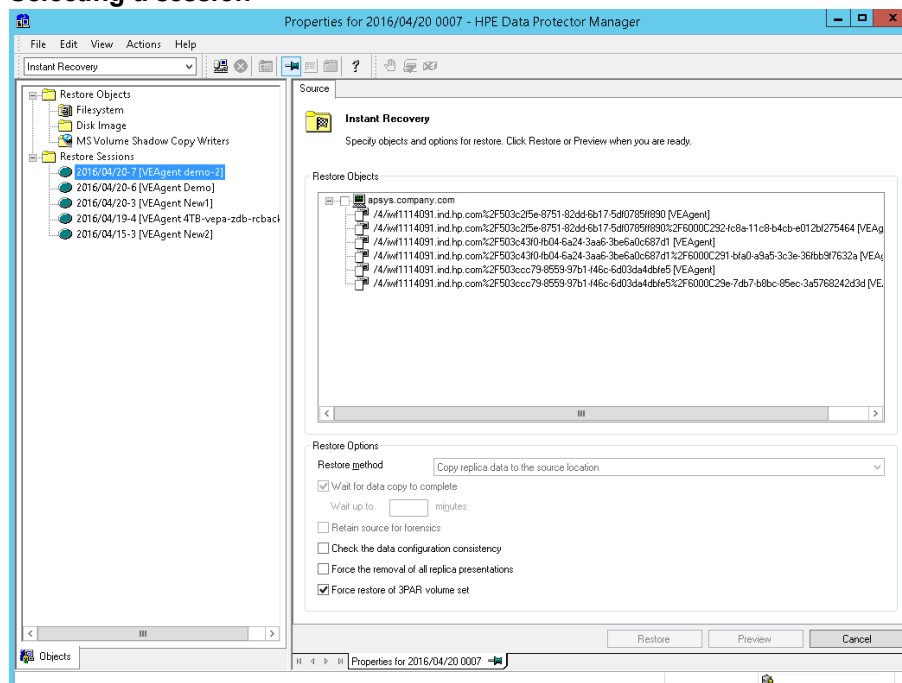 Selecting a session
Properties for 2016/04/20 0007 - HPE Data Protector Manager
File Edit View Actions Help
Instant Recovery
Restore Objects
Filesystem
Disk Image
MS Volume Shadow Copy Writers
Restore Sessions
2016/04/20-7 [VEAgent demo-2]
2016/04/20-6 [VEAgent Demo]
2016/04/20-3 [VEAgent New1]
2016/04/19-4 [VEAgent 4TB-vepa-zdb-rcback
2016/04/15-3 [VEAgent New2]
Objects
Source
Instant Recovery
Specify objects and options for restore. Click Restore or Preview when you are ready.
Restore Objects
apsys.company.com
/4/iwf1114091.ind.hp.com%2F503c2f5e-8751-82dd-6b17-5df0785ff890 [VEAgent]
/4/iwf1114091.ind.hp.com%2F503c2f5e-8751-82dd-6b17-5df0785ff890%2F6000C292-fc8a-11c8-b4cb-e012bf275464 [VEAg
/4/iwf1114091.ind.hp.com%2F503c43f0-fb04-6a24-3aa6-3be6a0c687d1 [VEAgent]
/4/iwf1114091.ind.hp.com%2F503c43f0-fb04-6a24-3aa6-3be6a0c687d1%2F6000C291-bfa0-a9a5-3c3e-36fbb9f7632a [VEAg
/4/iwf1114091.ind.hp.com%2F503ccc79-8559-97b1-f46c-6d03da4dbfe5 [VEAgent]
/4/iwf1114091.ind.hp.com%2F503ccc79-8559-97b1-f46c-6d03da4dbfe5%2F6000C29e-7db7-b8bc-85ec-3a5768242d3d [VE.
Restore Options
Restore method Copy replica data to the source location
Wait for data copy to complete
Wait up to minutes
Retain source for forensics
Check the data configuration consistency
Force the removal of all replica presentations
Force restore of 3PAR volume set
Restore Preview Cancel
Properties for 2016/04/20 0007